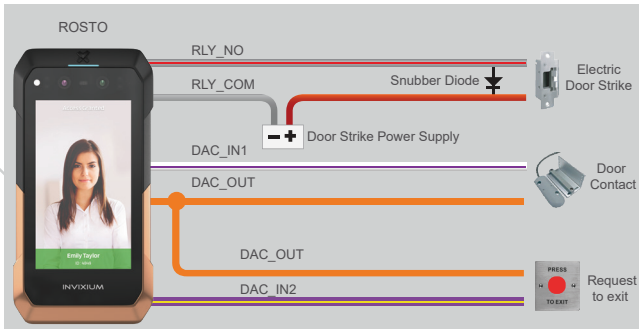 ROSTO
RLY_NO
RLY_COM
Snubber Diode
Electric
Door Strike
Door Strike Power Supply
DAC_IN1
DAC_OUT
Door
Contact
DAC_OUT
DAC_IN2
Emily Taylor
INVIXIUM
PRESS
TO EXIT
Request
to exit